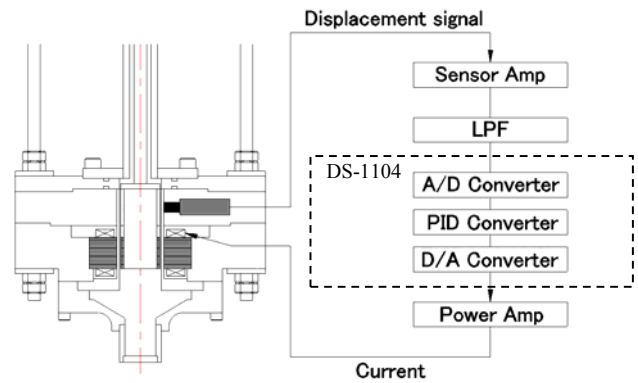 Displacement signal
Sensor Amp
LPF
DS-1104
A/D Converter
PID Converter
D/A Converter
Power Amp
Current